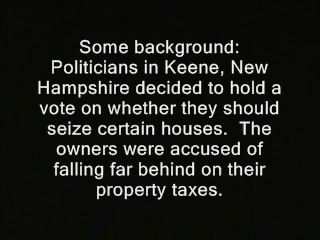 Some background:
Politicians in Keene, New
Hampshire decided to hold a
vote on whether they should
seize certain houses.  The
owners were accused of
falling far behind on their
property taxes.